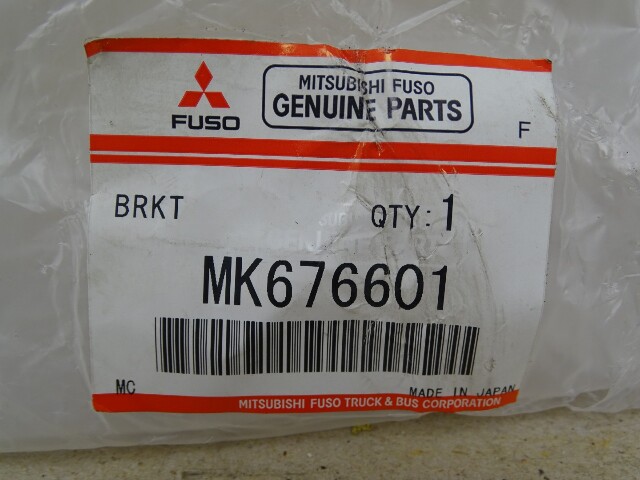 MITSUBISHI FUSO
GENUINE PARTS
FUSO
F
BRKT QTY: 1
MK676601
MC MADE IN JAPAN
MITSUBISHI FUSO TRUCK & BUS CORPORATION